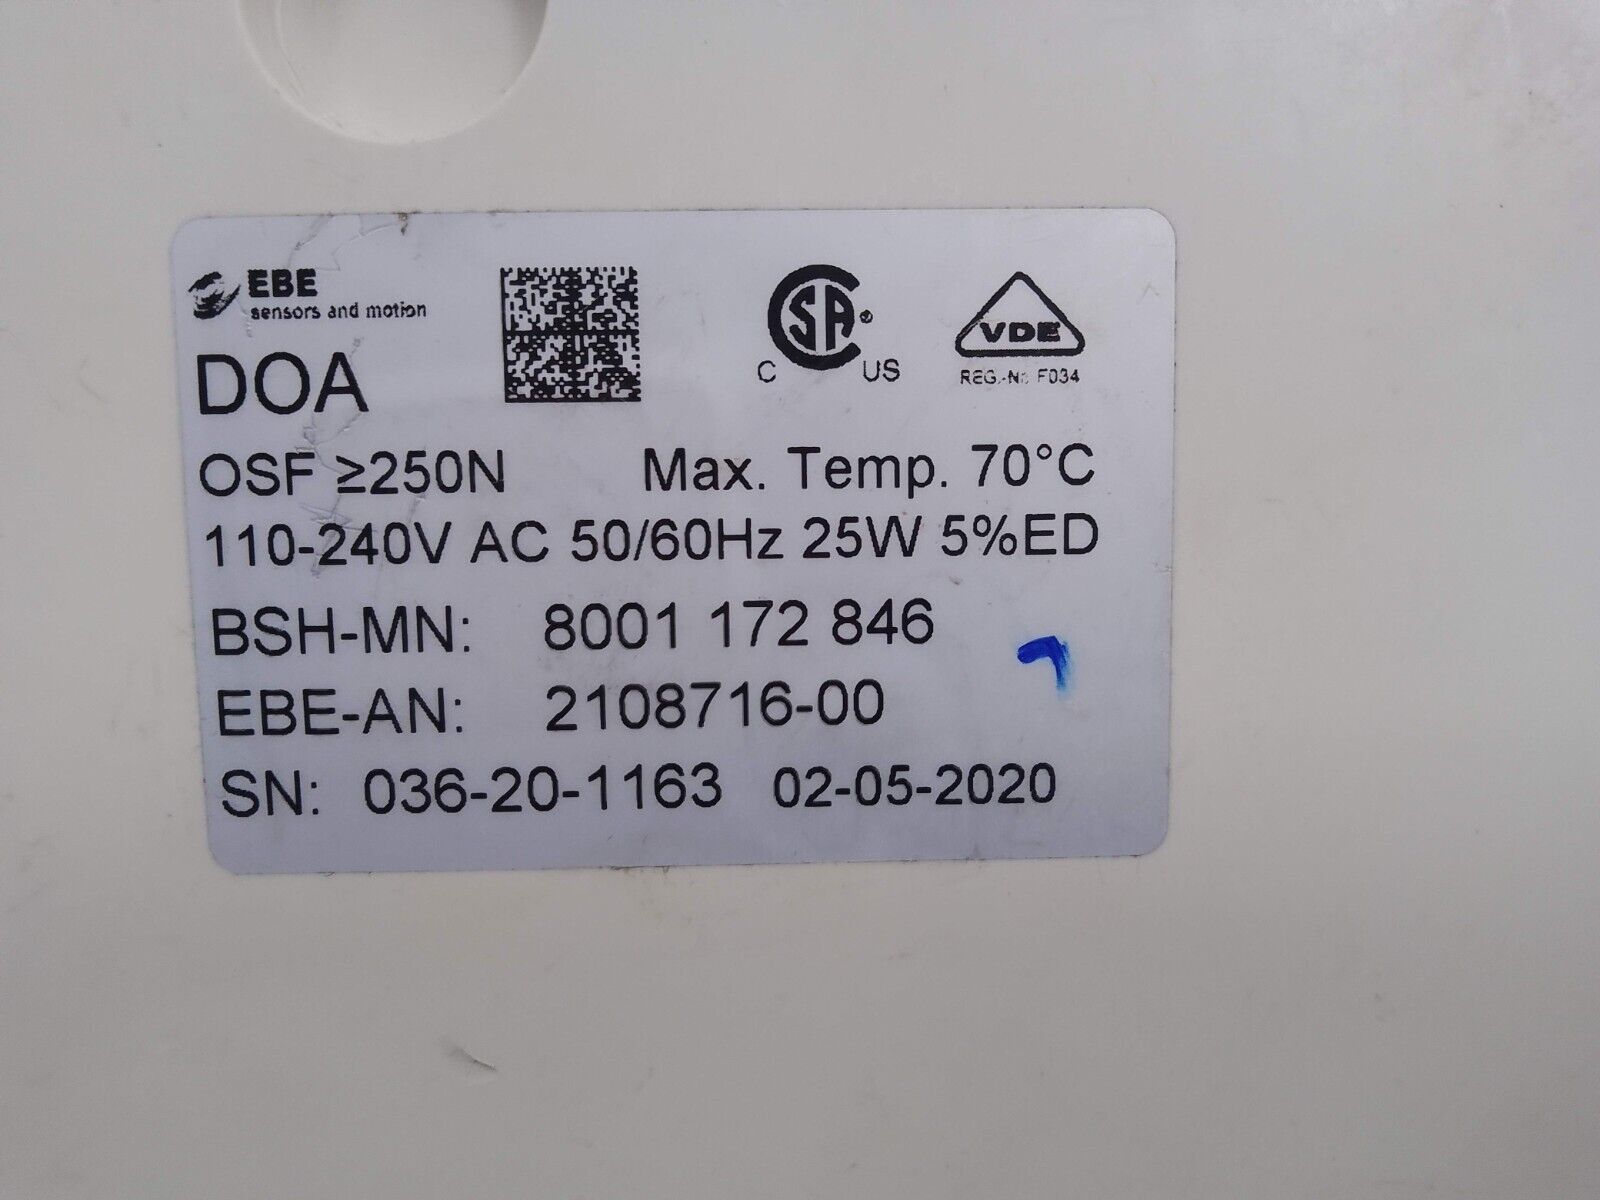 EBE
sensors and motion
DOA
C SA ® US
VDE
REG.-Nr. F034
OSF ≥250N Max. Temp. 70°C
110-240V AC 50/60Hz 25W 5%ED
BSH-MN: 8001 172 846
EBE-AN: 2108716-00
SN: 036-20-1163 02-05-2020